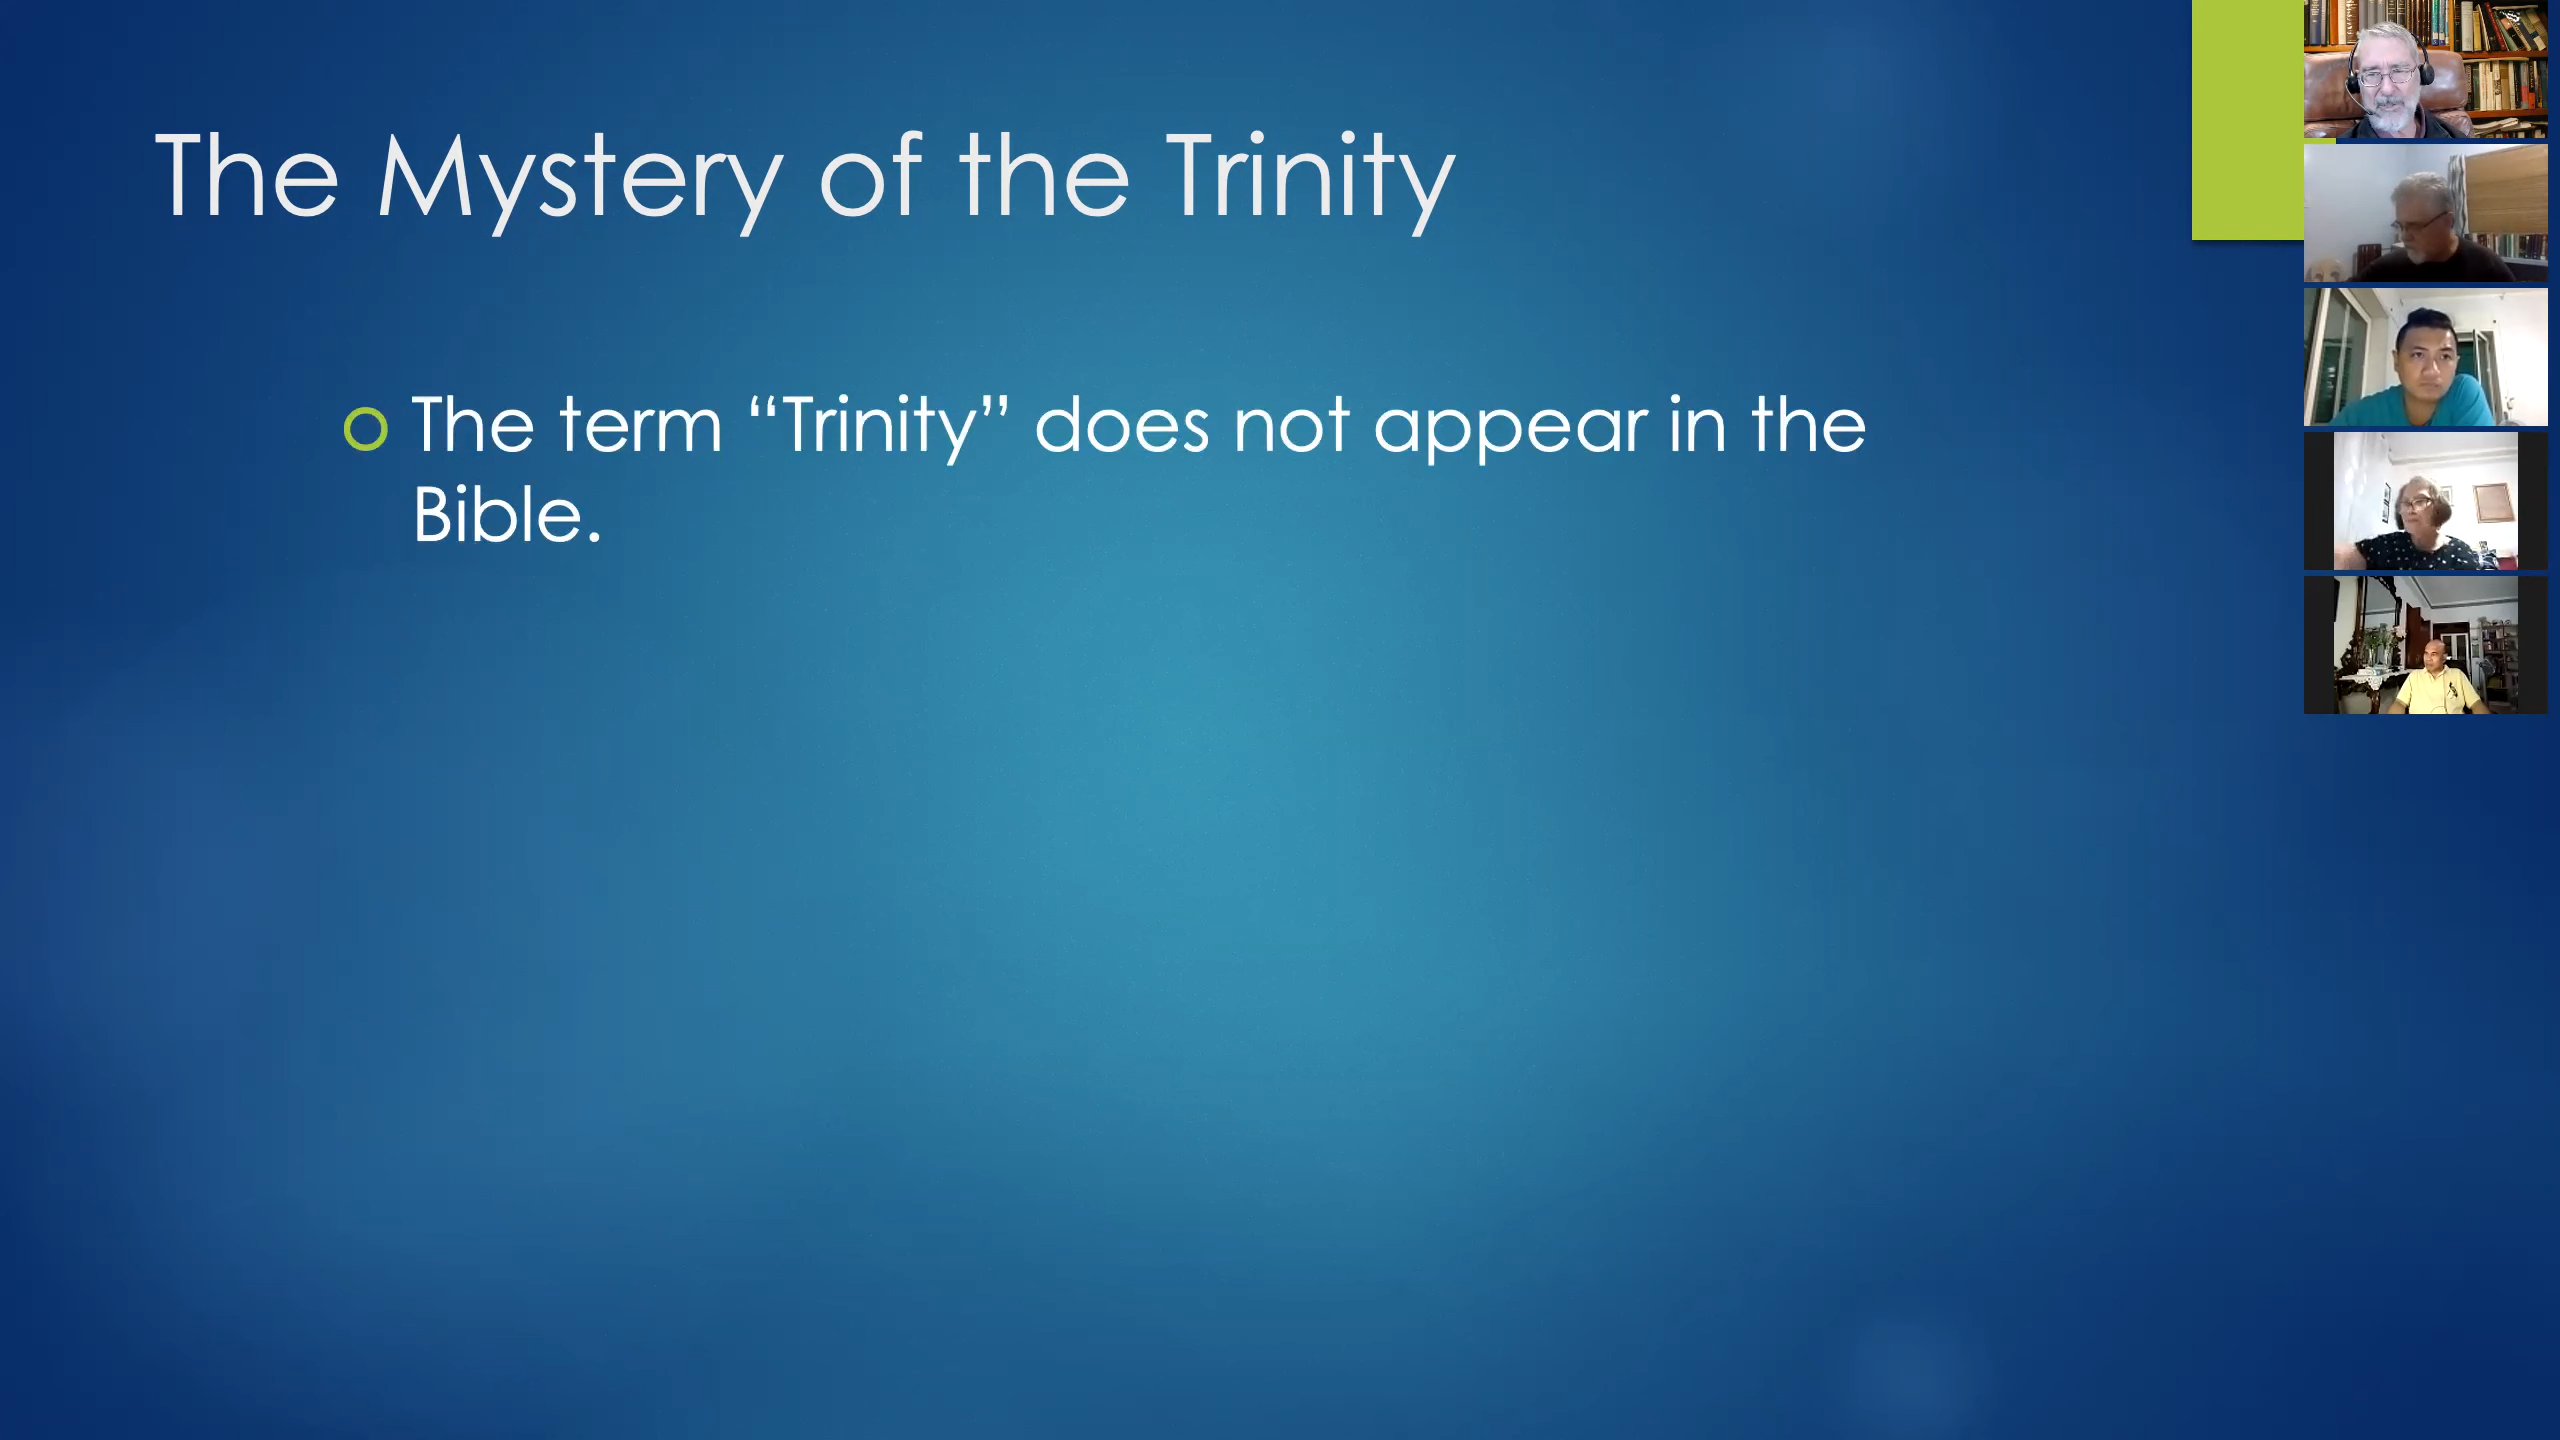 The Mystery of the Trinity
The term “Trinity” does not appear in the
Bible.